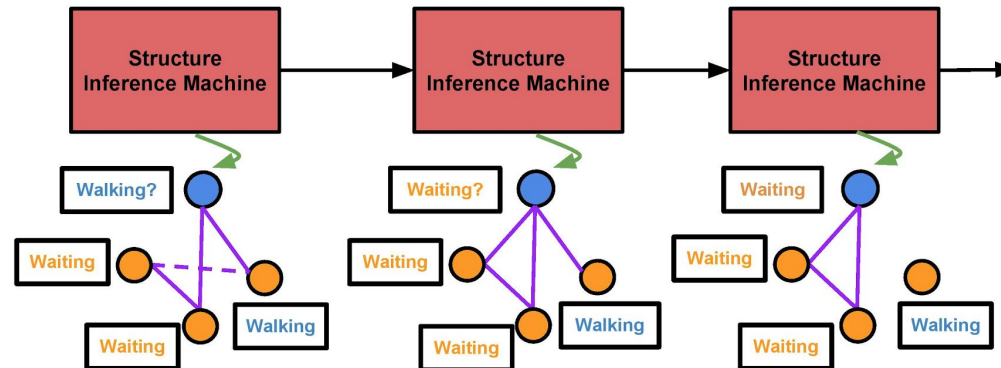 Structure
Inference Machine
Structure
Inference Machine
Structure
Inference Machine
Walking?
Waiting
Waiting
Walking
Waiting?
Waiting
Waiting
Walking
Waiting
Waiting
Waiting
Walking